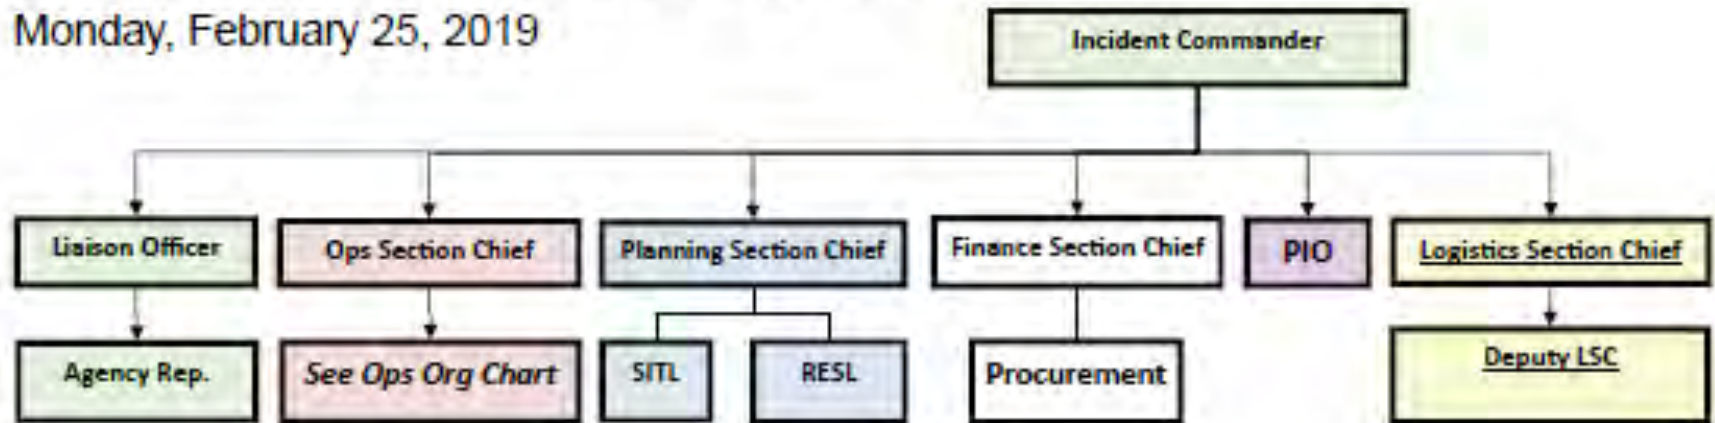 Monday, February 25, 2019
Incident Commander
Liaison Officer
Ops Section Chief
Planning Section Chief
Finance Section Chief
PIO
Logistics Section Chief
Agency Rep.
See Ops Org Chart
SITL
RESL
Procurement
Deputy LSC